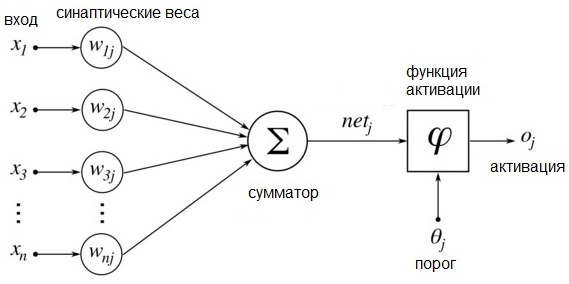 вход
синаптические веса
x1
w1j
x2
w2j
x3
w3j
xn
wnj
Σ
сумматор
netj
функция
активации
φ
oj
активация
θj
порог